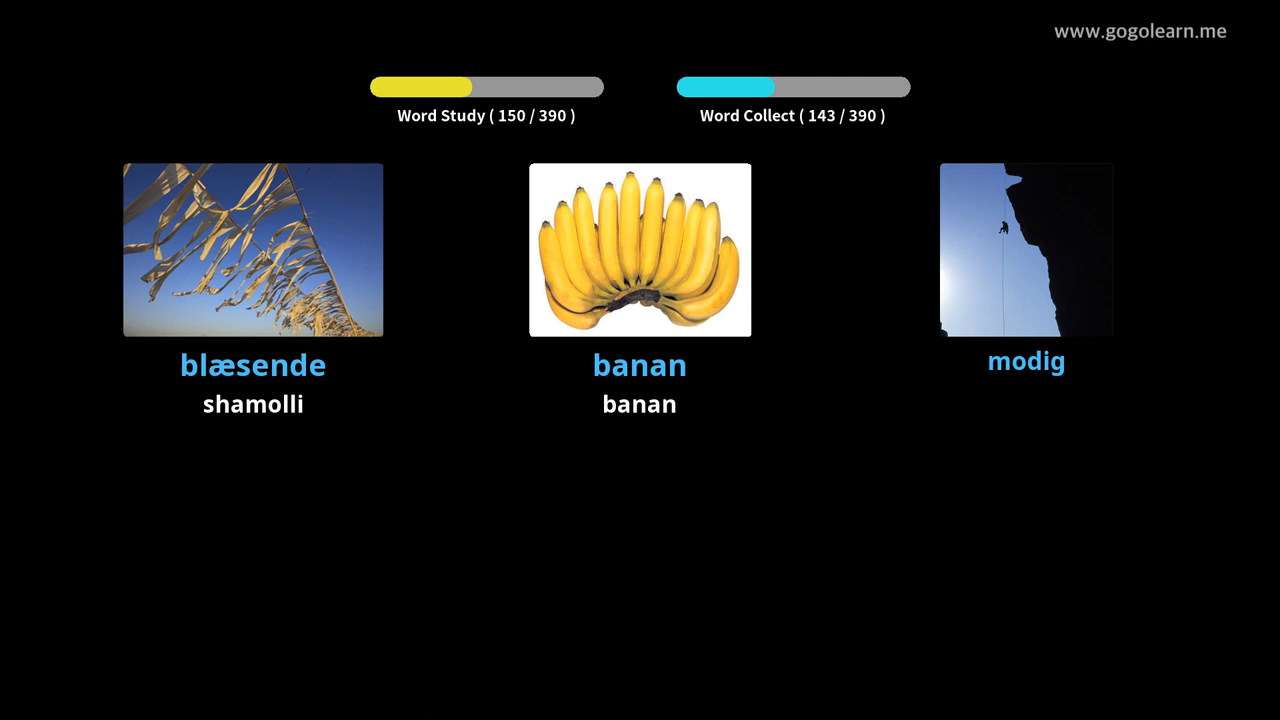 www.gogolearn.me
Word Study ( 150 / 390 )
Word Collect ( 143 / 390 )
blæsende
banan
modig
shamolli
banan